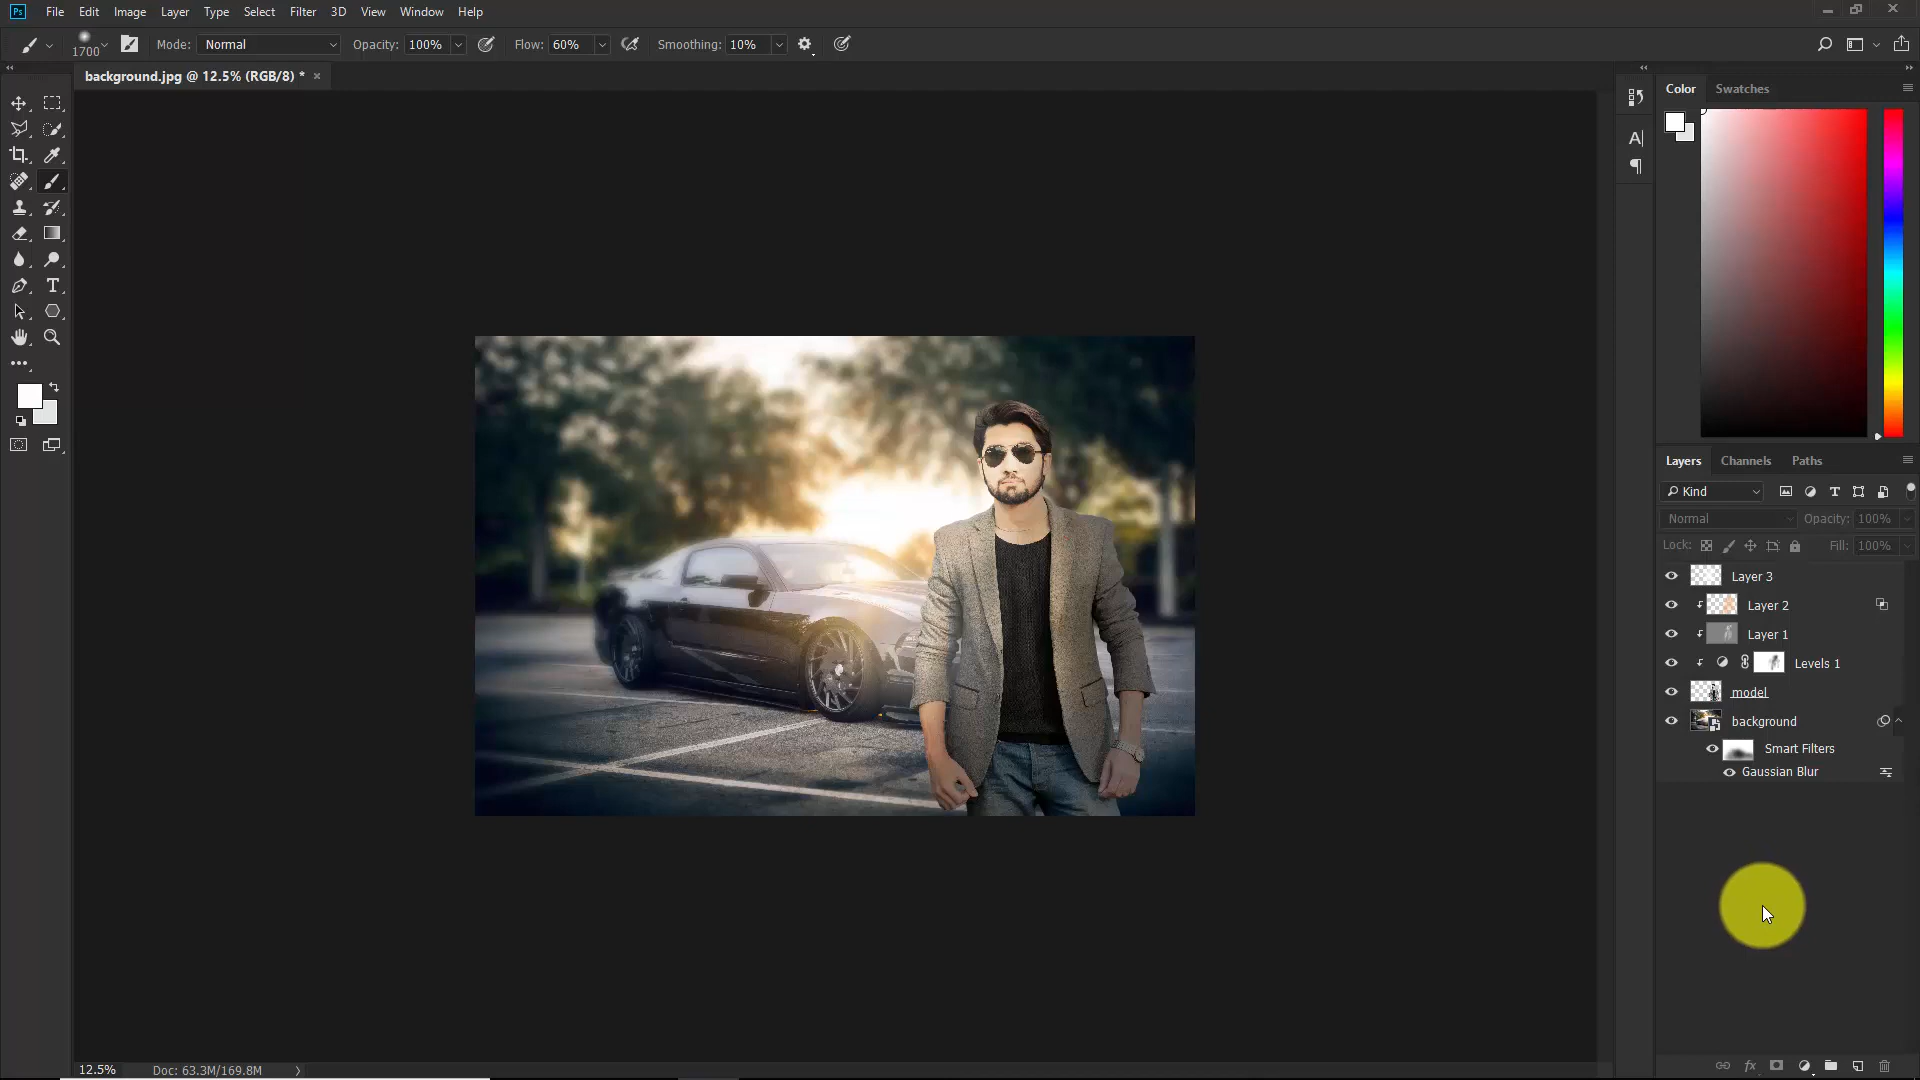 Ps File Edit Image Layer Type Select Filter 3D View Window Help
1700 Mode: Normal Opacity: 100% Flow: 60% Smoothing: 10%
background.jpg @ 12.5% (RGB/8) * ×
Color Swatches
Layers Channels Paths
Kind
Normal Opacity: 100%
Lock: Fill: 100%
Layer 3
Layer 2
Layer 1
Levels 1
model
background
Smart Filters
Gaussian Blur
fx
12.5% Doc: 63.3M/169.8M